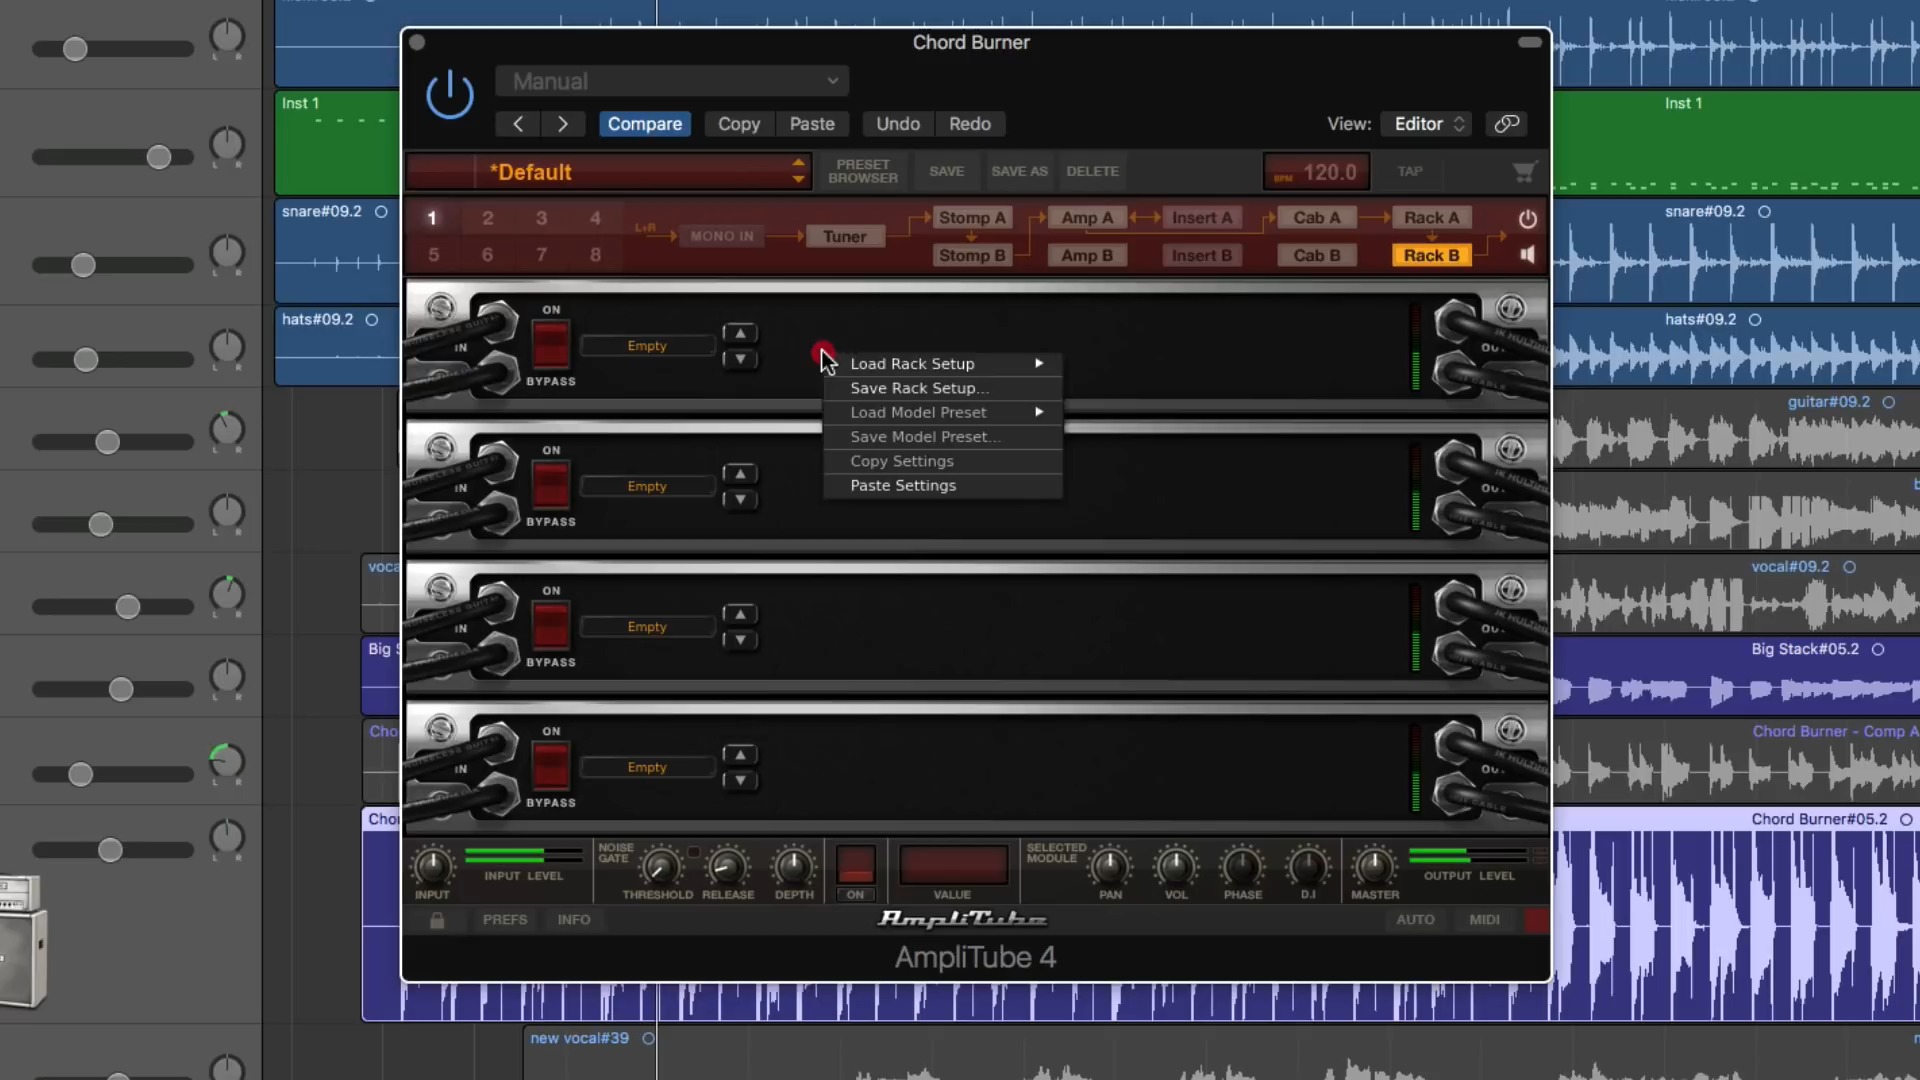 Chord Burner
Manual
Compare Copy Paste Undo Redo View: Editor
Inst 1
Inst 1
*Default PRESET BROWSER SAVE SAVE AS DELETE BPM 120.0 TAP
snare#09.2
snare#09.2
1 2 3 4
5 6 7 8
L+R MONO IN Tuner
Stomp A Amp A Insert A Cab A Rack A
Stomp B Amp B Insert B Cab B Rack B
hats#09.2
hats#09.2
ON
IN Empty
BYPASS
Load Rack Setup
Save Rack Setup...
Load Model Preset
Save Model Preset...
Copy Settings
Paste Settings
guitar#09.2
ON
IN Empty
BYPASS
vocal#09.2
ON
IN Empty
BYPASS
Big Stack#05.2
ON
IN Empty
BYPASS
Chord Burner - Comp A
Chord Burner#05.2
INPUT
INPUT LEVEL
NOISE GATE
THRESHOLD RELEASE DEPTH
ON
VALUE
SELECTED MODULE
PAN VOL PHASE D.I
MASTER
OUTPUT LEVEL
PREFS INFO AmpliTube AUTO MIDI
AmpliTube 4
new vocal#39
L R